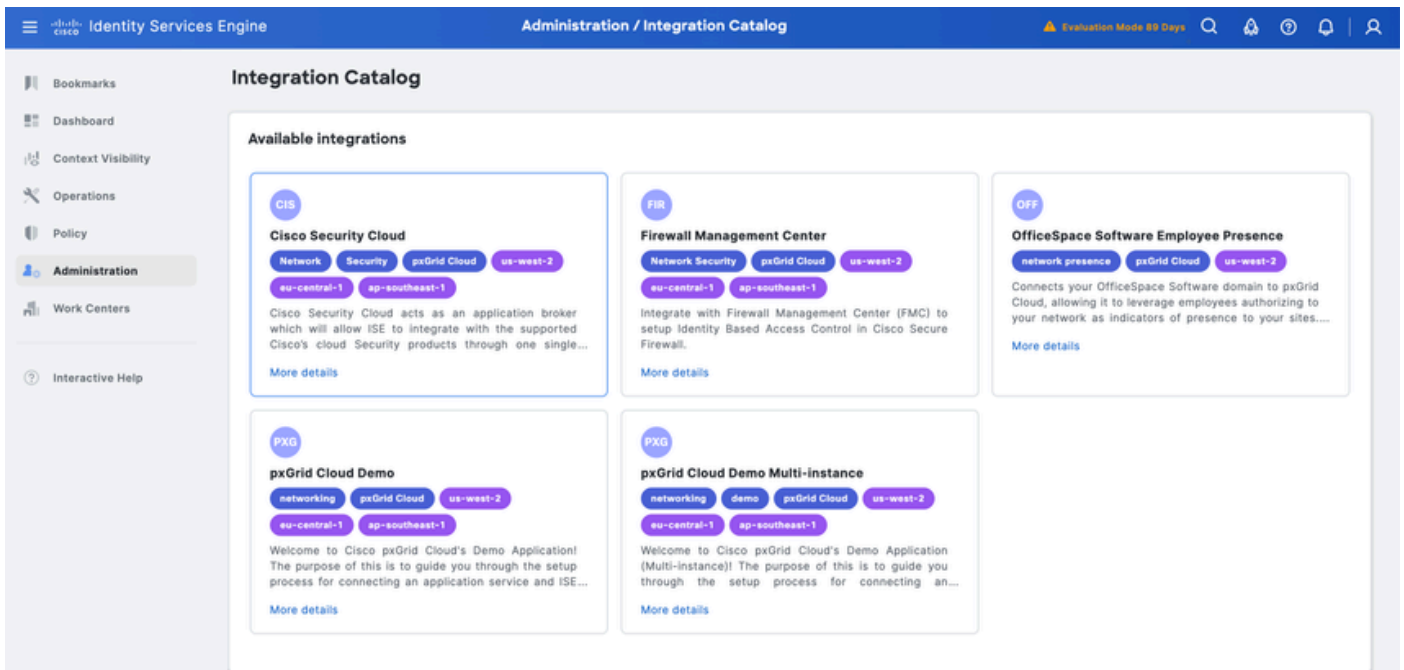 cisco Identity Services Engine
Administration / Integration Catalog
Evaluation Mode 89 Days
Bookmarks
Dashboard
Context Visibility
Operations
Policy
Administration
Work Centers
Interactive Help
Integration Catalog
Available integrations
CIS
Cisco Security Cloud
Network Security pxGrid Cloud us-west-2
eu-central-1 ap-southeast-1
Cisco Security Cloud acts as an application broker
which will allow ISE to integrate with the supported
Cisco's cloud Security products through one single...
More details
FIR
Firewall Management Center
Network Security pxGrid Cloud us-west-2
eu-central-1 ap-southeast-1
Integrate with Firewall Management Center (FMC) to
setup Identity Based Access Control in Cisco Secure
Firewall.
More details
OFF
OfficeSpace Software Employee Presence
network presence pxGrid Cloud us-west-2
Connects your OfficeSpace Software domain to pxGrid
Cloud, allowing it to leverage employees authorizing to
your network as indicators of presence to your sites....
More details
PXG
pxGrid Cloud Demo
networking pxGrid Cloud us-west-2
eu-central-1 ap-southeast-1
Welcome to Cisco pxGrid Cloud's Demo Application!
The purpose of this is to guide you through the setup
process for connecting an application service and ISE...
More details
PXG
pxGrid Cloud Demo Multi-instance
networking demo pxGrid Cloud us-west-2
eu-central-1 ap-southeast-1
Welcome to Cisco pxGrid Cloud's Demo Application
(Multi-instance)! The purpose of this is to guide you
through the setup process for connecting an...
More details